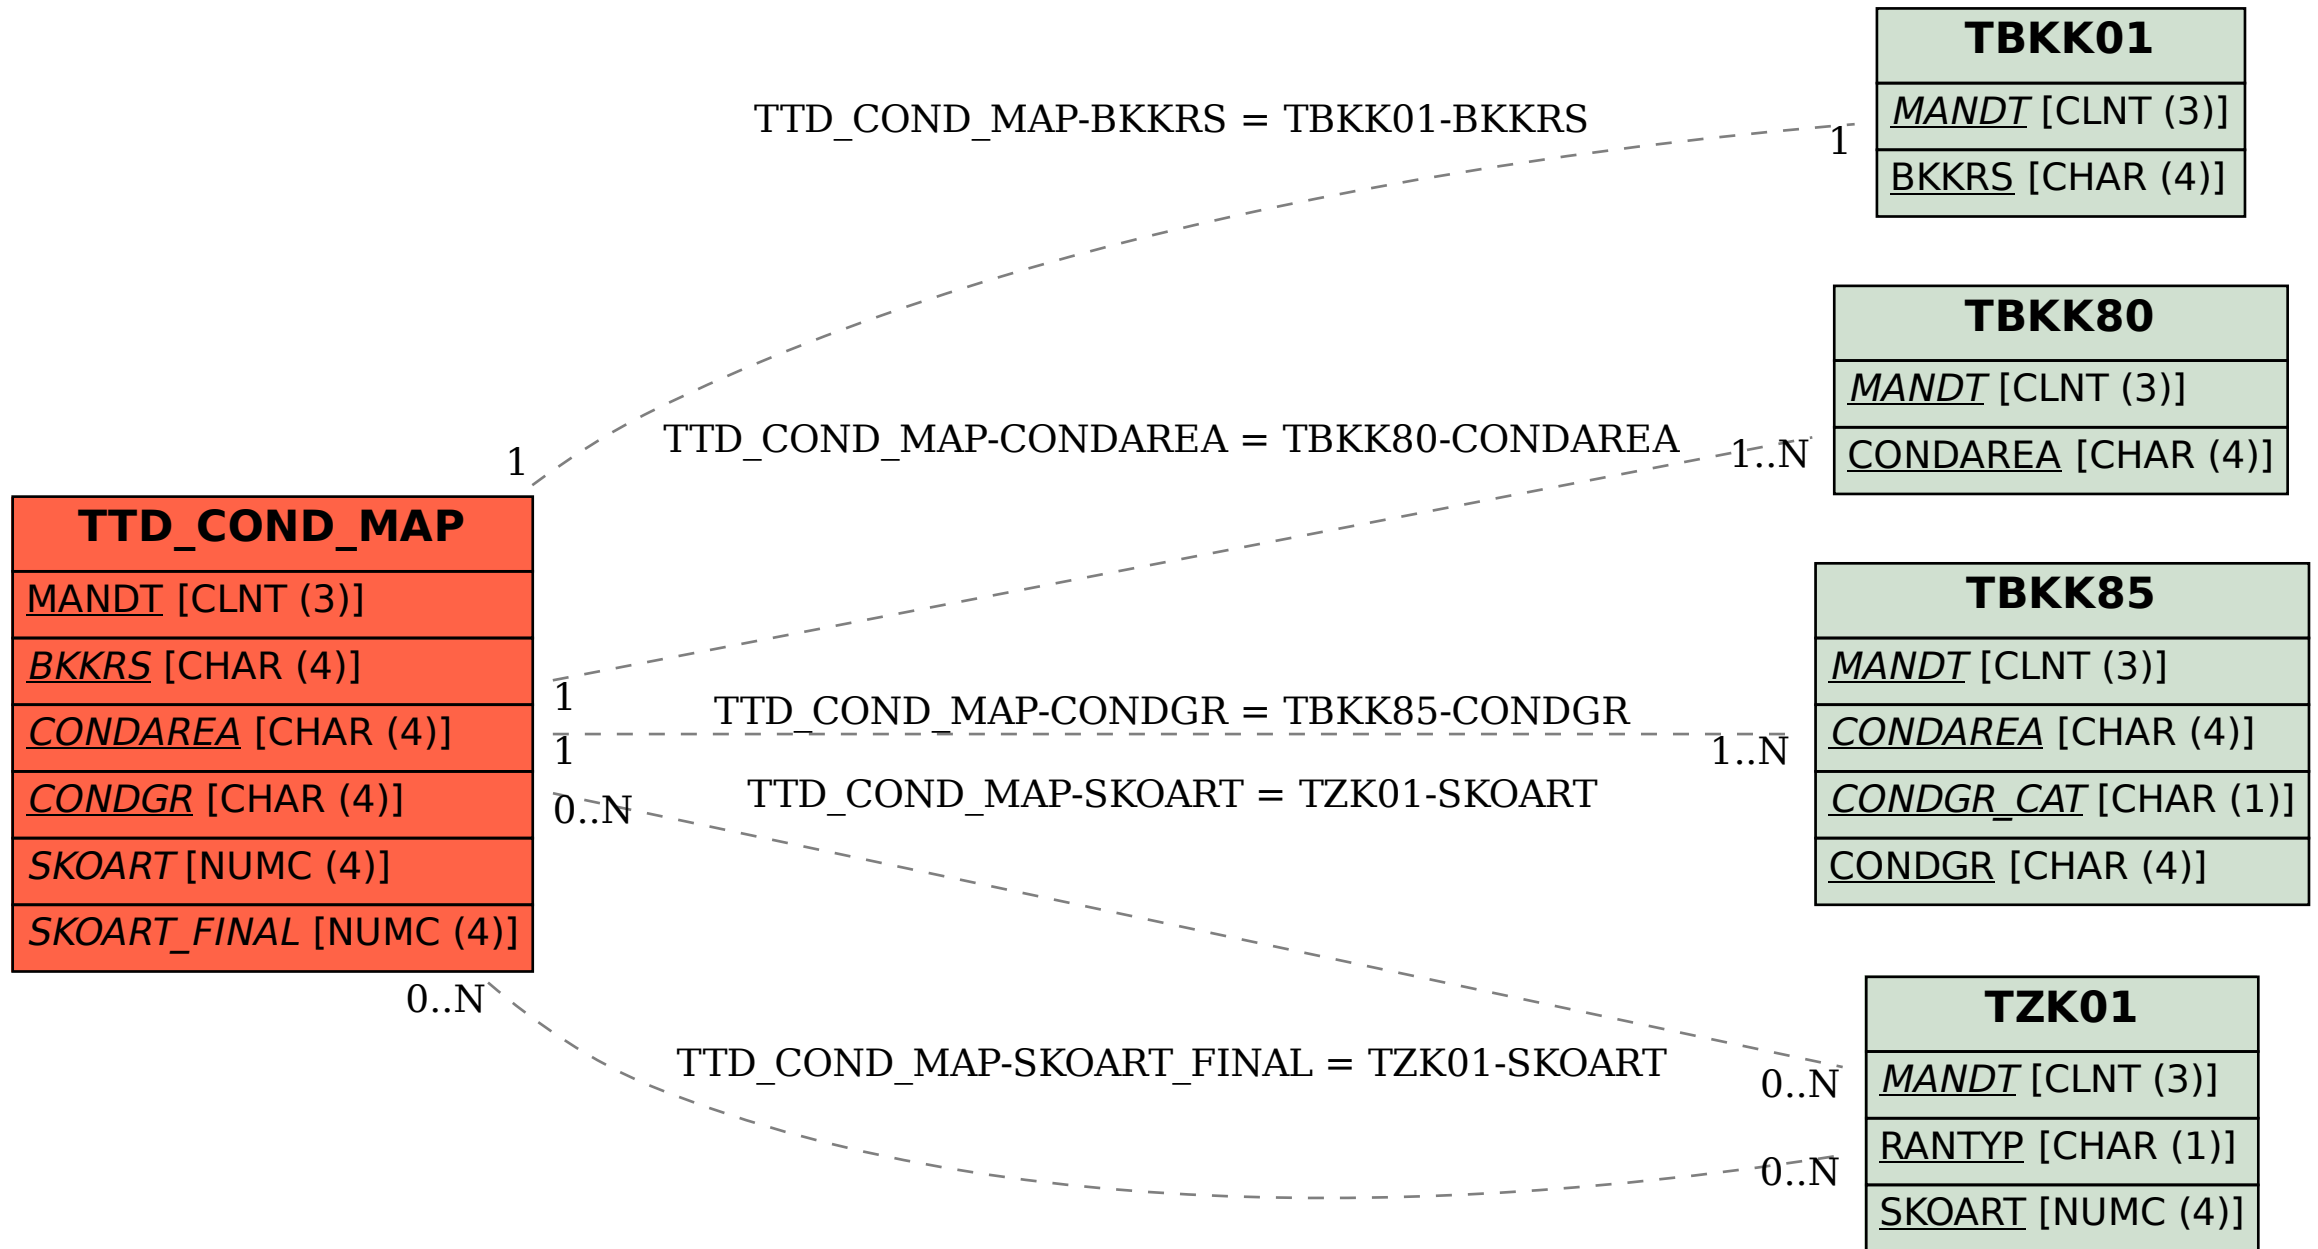 TBKK01
MANDT [CLNT (3)]
BKKRS [CHAR (4)]
TTD_COND_MAP-BKKRS = TBKK01-BKKRS
1
1
TBKK80
MANDT [CLNT (3)]
CONDAREA [CHAR (4)]
TTD_COND_MAP-CONDAREA = TBKK80-CONDAREA
1..N
1
TTD_COND_MAP
MANDT [CLNT (3)]
BKKRS [CHAR (4)]
CONDAREA [CHAR (4)]
CONDGR [CHAR (4)]
SKOART [NUMC (4)]
SKOART_FINAL [NUMC (4)]
TBKK85
MANDT [CLNT (3)]
CONDAREA [CHAR (4)]
CONDGR_CAT [CHAR (1)]
CONDGR [CHAR (4)]
TTD_COND_MAP-CONDGR = TBKK85-CONDGR
1
1..N
TTD_COND_MAP-SKOART = TZK01-SKOART
0..N
0..N
TTD_COND_MAP-SKOART_FINAL = TZK01-SKOART
0..N
0..N
TZK01
MANDT [CLNT (3)]
RANTYP [CHAR (1)]
SKOART [NUMC (4)]